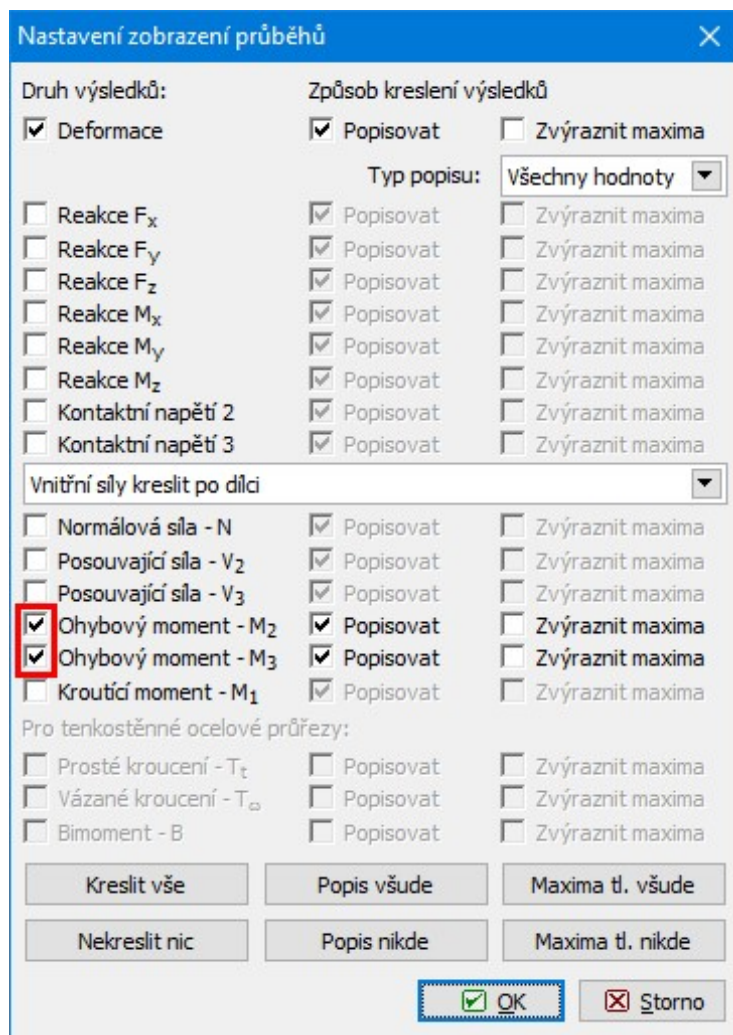 Nastavení zobrazení průběhů
Druh výsledků: Způsob kreslení výsledků
Deformace Popisovat Zvýraznit maxima
Typ popisu: Všechny hodnoty
Reakce Fx Popisovat Zvýraznit maxima
Reakce Fy Popisovat Zvýraznit maxima
Reakce Fz Popisovat Zvýraznit maxima
Reakce Mx Popisovat Zvýraznit maxima
Reakce My Popisovat Zvýraznit maxima
Reakce Mz Popisovat Zvýraznit maxima
Kontaktní napětí 2 Popisovat Zvýraznit maxima
Kontaktní napětí 3 Popisovat Zvýraznit maxima
Vnitřní síly kreslit po dílci
Normálová síla - N Popisovat Zvýraznit maxima
Posouvající síla - V2 Popisovat Zvýraznit maxima
Posouvající síla - V3 Popisovat Zvýraznit maxima
Ohybový moment - M2 Popisovat Zvýraznit maxima
Ohybový moment - M3 Popisovat Zvýraznit maxima
Kroutící moment - M1 Popisovat Zvýraznit maxima
Pro tenkostěnné ocelové průřezy:
Prosté kroucení - Tt Popisovat Zvýraznit maxima
Vázané kroucení - Tω Popisovat Zvýraznit maxima
Bimoment - B Popisovat Zvýraznit maxima
Kreslit vše Popis všude Maxima tl. všude
Nekreslit nic Popis nikde Maxima tl. nikde
OK Storno